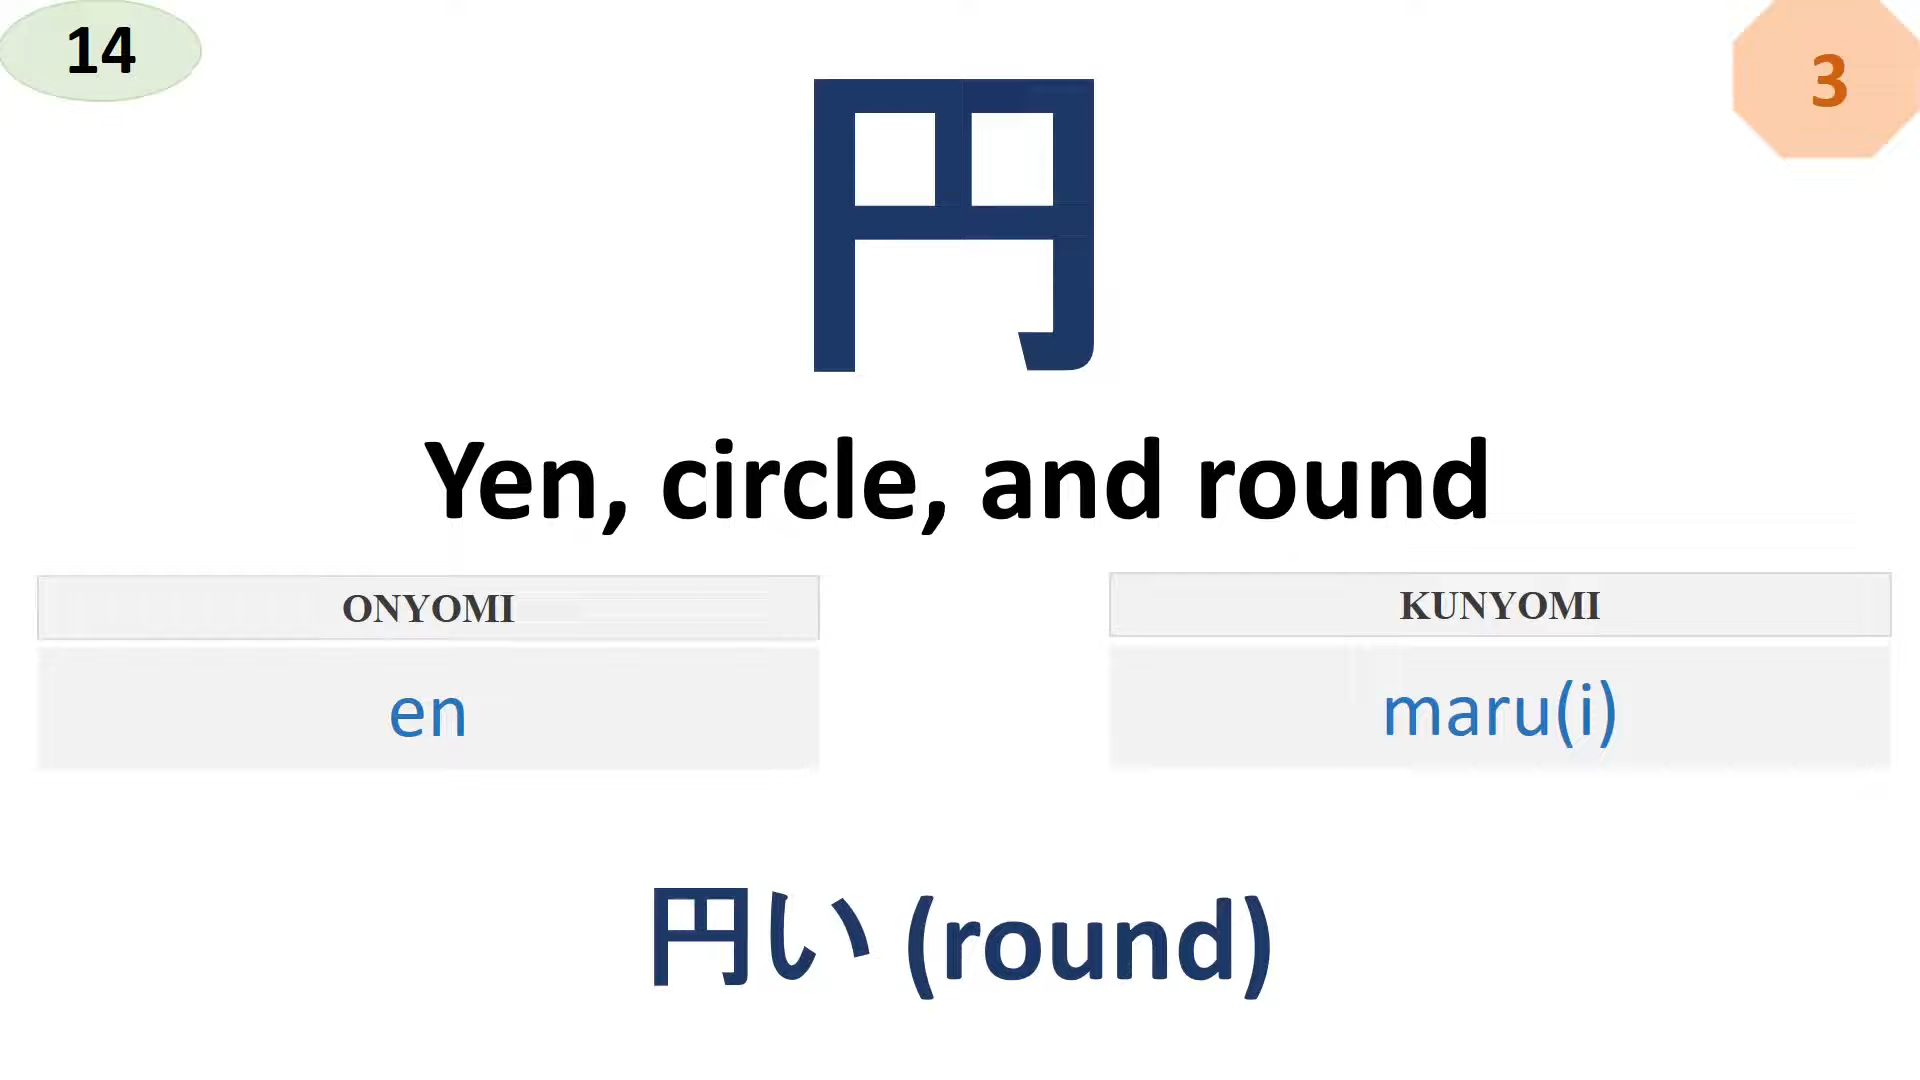 14
3
円
Yen, circle, and round
ONYOMI
KUNYOMI
en
maru(i)
円い (round)